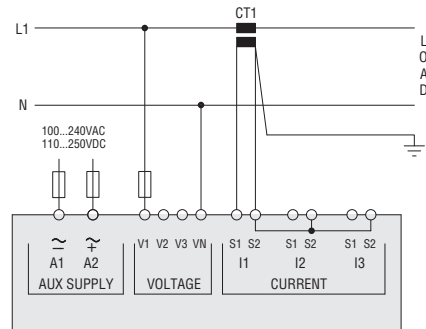 CT1
L1
L
O
A
D
N
100...240VAC
110...250VDC
V1 V2 V3 VN S1 S2 S1 S2 S1 S2
A1 A2 I1 I2 I3
AUX SUPPLY VOLTAGE CURRENT